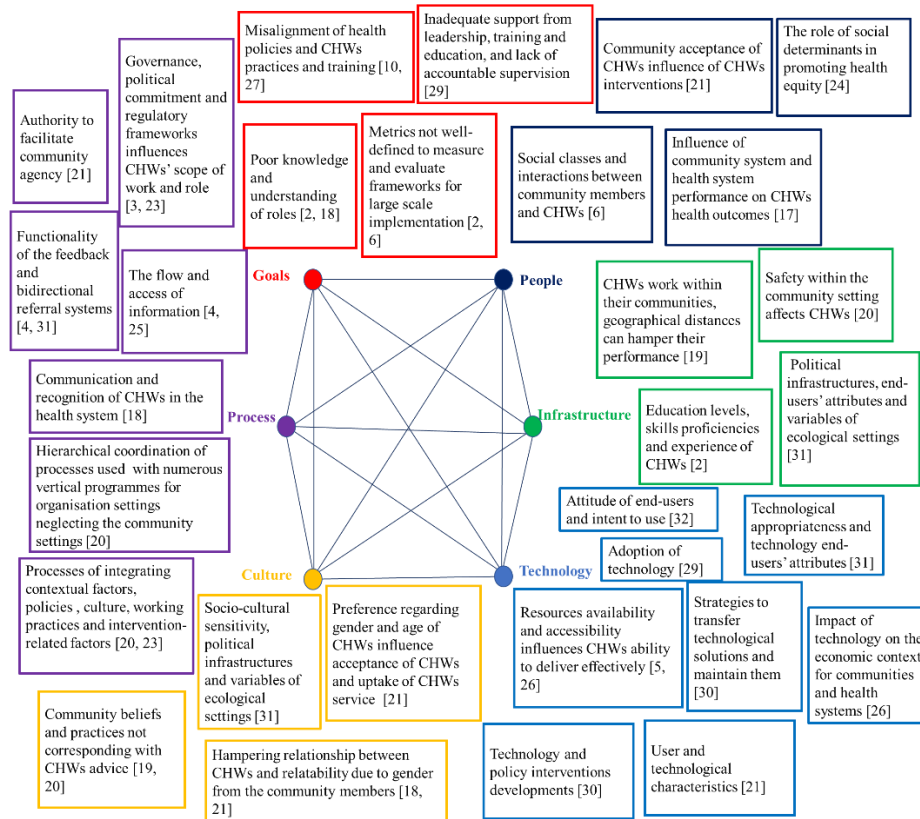 Misalignment of health
policies and CHWs
practices and training [10,
27]
Inadequate support from
leadership, training and
education, and lack of
accountable supervision
[29]
Community acceptance of
CHWs influence of CHWs
interventions [21]
The role of social
determinants in
promoting health
equity [24]
Governance,
political
commitment and
regulatory
frameworks
influences
CHWs' scope of
work and role
[3, 23]
Authority to
facilitate
community
agency [21]
Poor knowledge
and
understanding
of roles [2, 18]
Metrics not well-
defined to measure
and evaluate
frameworks for
large scale
implementation [2,
6]
Social classes and
interactions between
community members
and CHWs [6]
Influence of
community system and
health system
performance on CHWs
health outcomes [17]
Functionality
of the feedback
and
bidirectional
referral systems
[4, 31]
The flow and
access of
information [4,
25]
Goals
People
CHWs work within
their communities,
geographical distances
can hamper their
performance [19]
Safety within the
community setting
affects CHWs [20]
Communication and
recognition of CHWs in
the health system [18]
Process
Infrastructure
Education levels,
skills proficiencies
and experience of
CHWs [2]
Political
infrastructures, end-
users' attributes and
variables of
ecological settings
[31]
Hierarchical coordination of
processes used with numerous
vertical programmes for
organisation settings
neglecting the community
settings [20]
Attitude of end-users
and intent to use [32]
Technological
appropriateness and
technology end-
users' attributes [31]
Adoption of
technology [29]
Culture
Technology
Processes of integrating
contextual factors,
policies , culture, working
practices and intervention-
related factors [20, 23]
Socio-cultural
sensitivity,
political
infrastructures
and variables
of ecological
settings [31]
Preference regarding
gender and age of
CHWs influence
acceptance of CHWs
and uptake of CHWs
service [21]
Resources availability
and accessibility
influences CHWs ability
to deliver effectively [5,
26]
Strategies to
transfer
technological
solutions and
maintain them
[30]
Impact of
technology on the
economic context
for communities
and health
systems [26]
Community beliefs
and practices not
corresponding with
CHWs advice [19,
20]
Hampering relationship between
CHWs and relatability due to gender
from the community members [18,
21]
Technology and
policy interventions
developments [30]
User and
technological
characteristics [21]